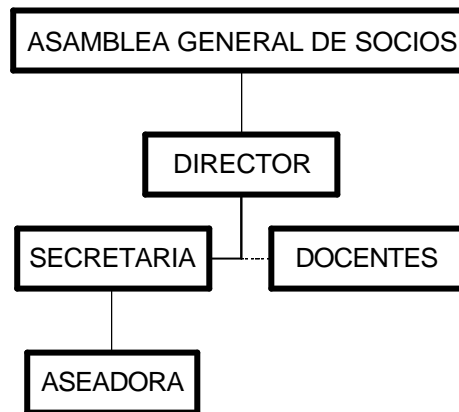 ASAMBLEA GENERAL DE SOCIOS
DIRECTOR
SECRETARIA
DOCENTES
ASEADORA